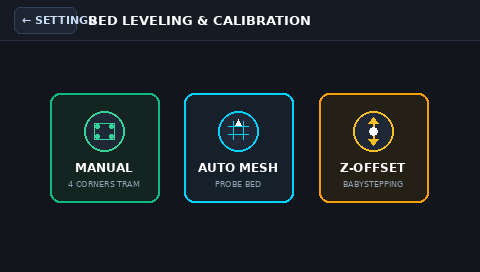 ← SETTINGS
BED LEVELING & CALIBRATION
MANUAL
4 CORNERS TRAM
AUTO MESH
PROBE BED
Z-OFFSET
BABYSTEPPING